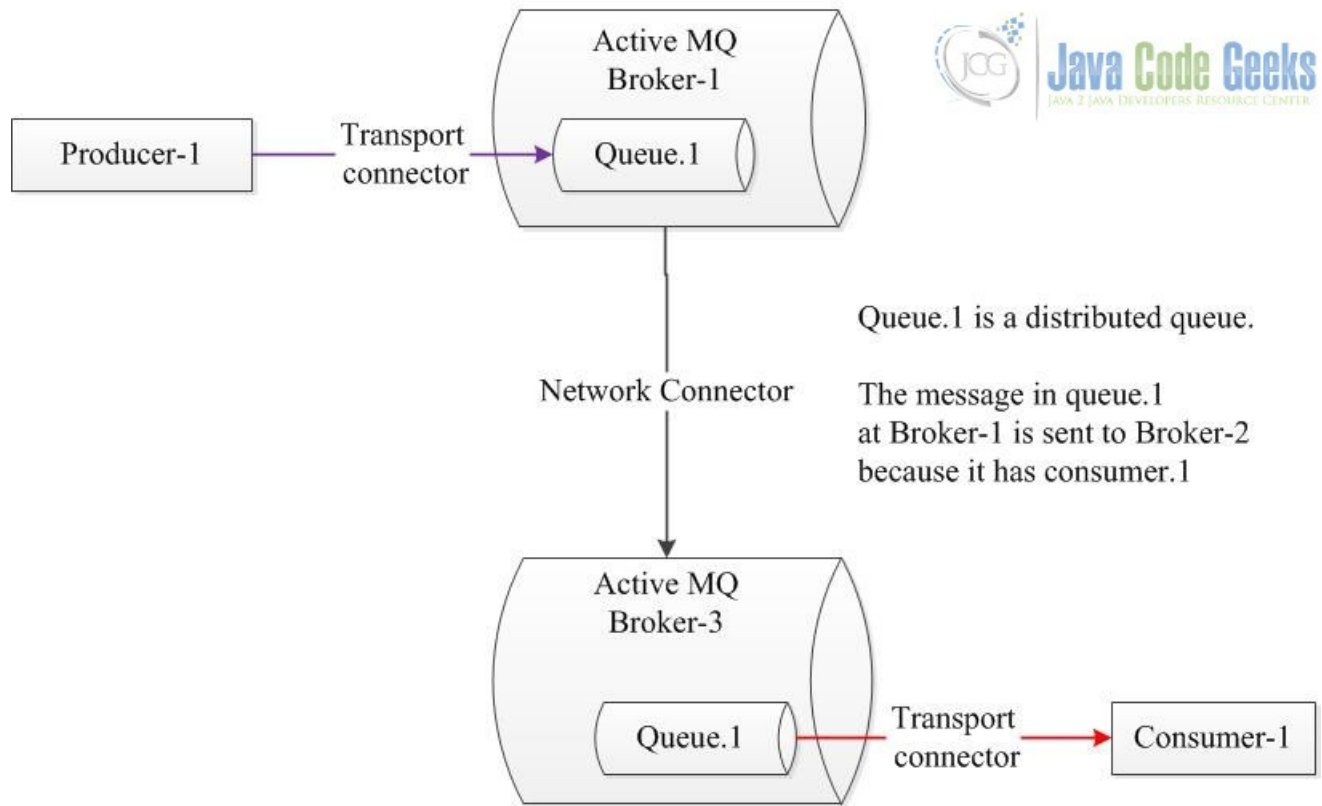 Active MQ
Broker-1
JCG
Java Code Geeks
JAVA 2 JAVA DEVELOPERS RESOURCE CENTER
Producer-1
Transport
connector
Queue.1
Network Connector
Queue.1 is a distributed queue.
The message in queue.1
at Broker-1 is sent to Broker-2
because it has consumer.1
Active MQ
Broker-3
Queue.1
Transport
connector
Consumer-1